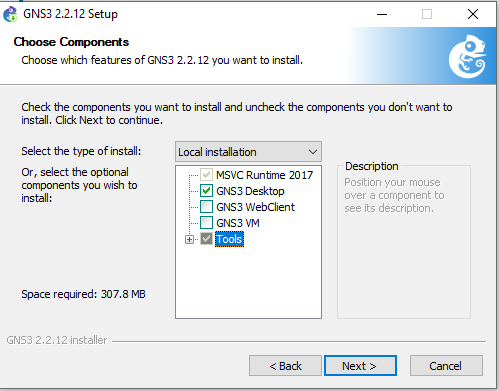 GNS3 2.2.12 Setup
Choose Components
Choose which features of GNS3 2.2.12 you want to install.
Check the components you want to install and uncheck the components you don't want to
install. Click Next to continue.
Select the type of install:
Local installation
Or, select the optional
components you wish to
install:
MSVC Runtime 2017
GNS3 Desktop
GNS3 WebClient
GNS3 VM
Tools
Description
Position your mouse
over a component to
see its description.
Space required: 307.8 MB
GNS3 2.2.12 installer
< Back
Next >
Cancel